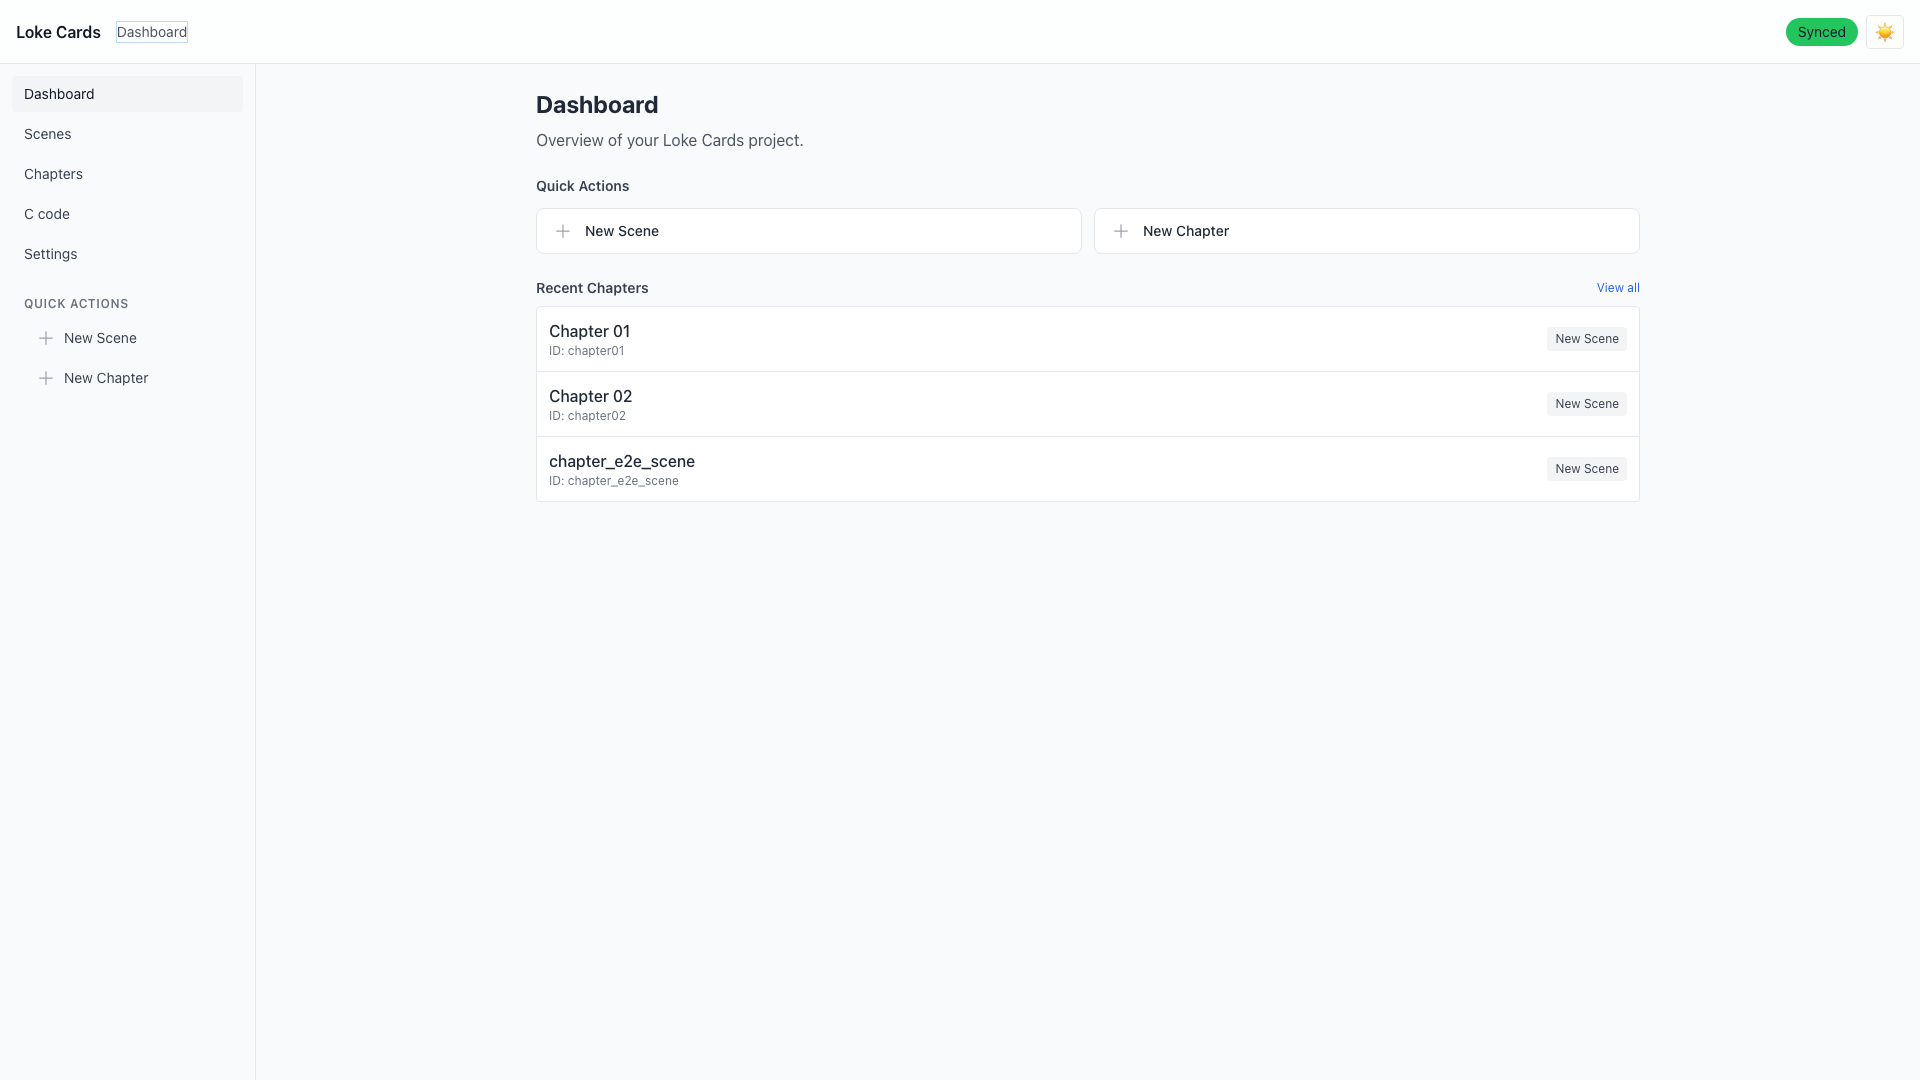 Loke Cards
Dashboard
Synced
Dashboard
Scenes
Chapters
C code
Settings
QUICK ACTIONS
New Scene
New Chapter
Dashboard
Overview of your Loke Cards project.
Quick Actions
New Scene
New Chapter
Recent Chapters
View all
Chapter 01
ID: chapter01
New Scene
Chapter 02
ID: chapter02
New Scene
chapter_e2e_scene
ID: chapter_e2e_scene
New Scene